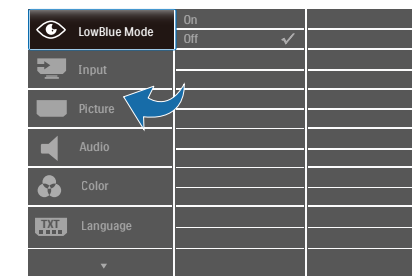 LowBlue Mode
On
Off
Input
Picture
Audio
Color
TXT
Language